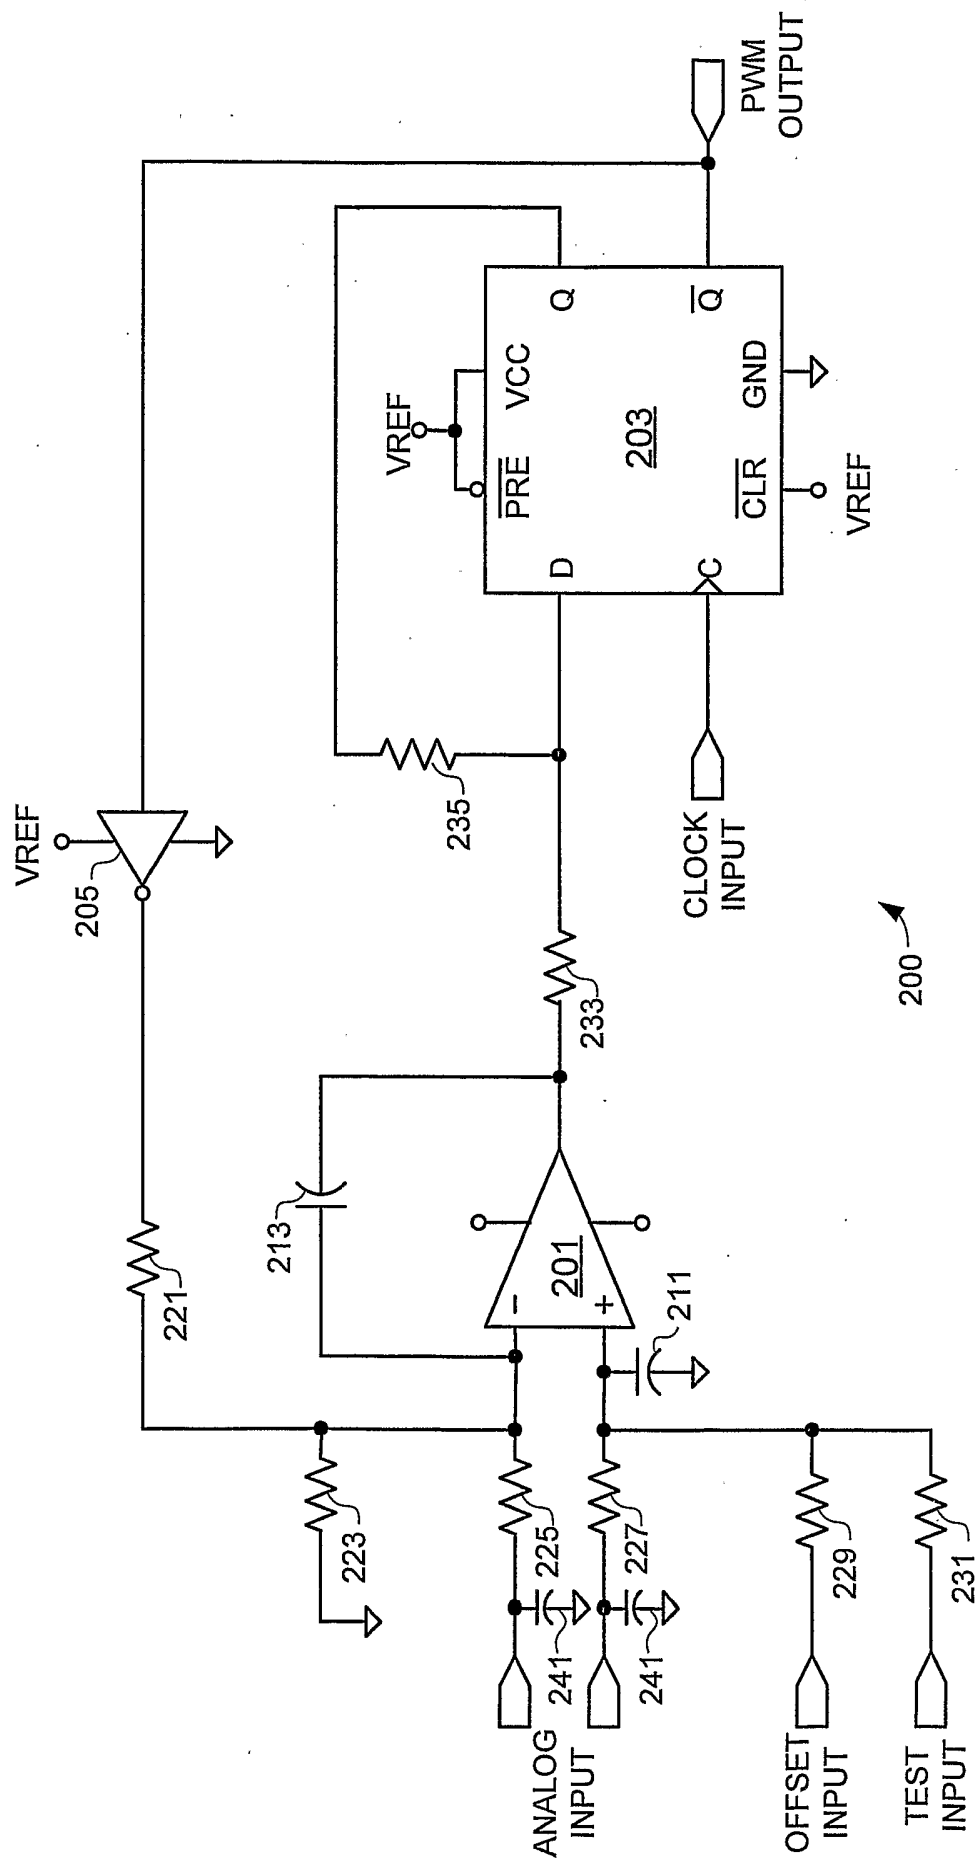 VREF
205
221
223
213
201
−
+
211
225
227
241
241
ANALOG
INPUT
229
OFFSET
INPUT
231
TEST
INPUT
233
235
CLOCK
INPUT
200
VREF
PRE
VCC
D
Q
203
C
Q
CLR
GND
VREF
PWM
OUTPUT